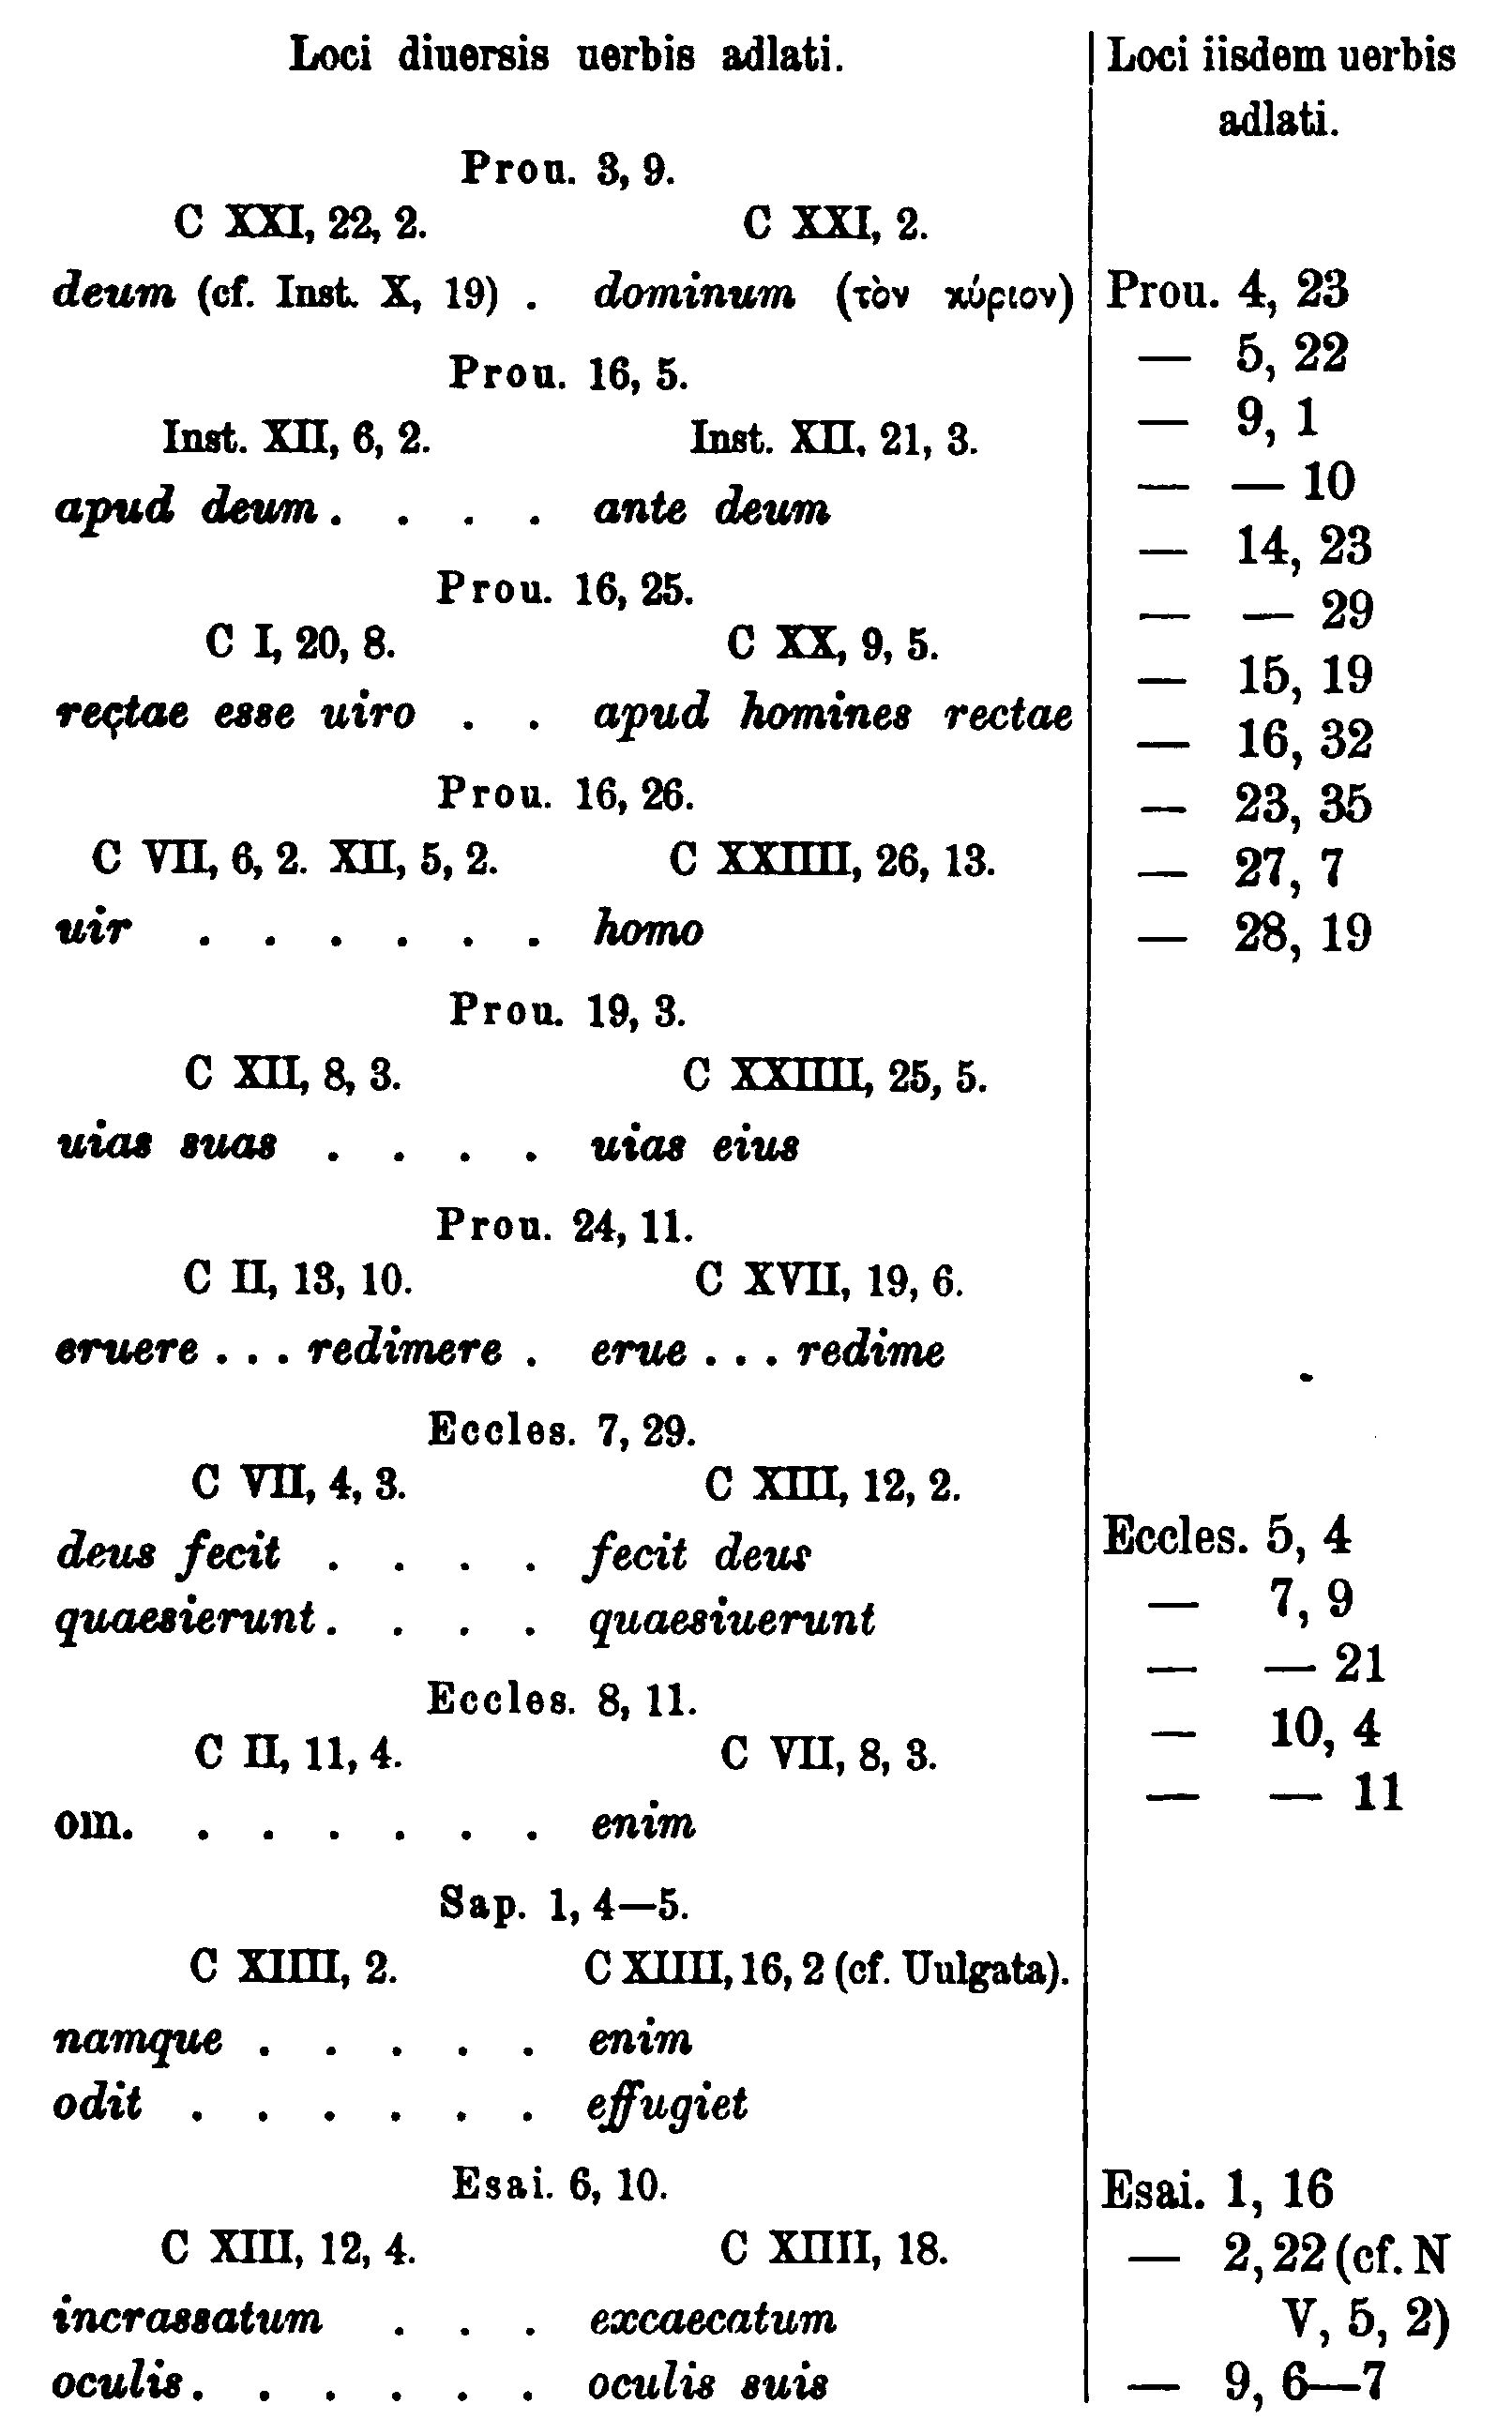 Loci diuersis uerbis adlati.
Prou. 3, 9.
C XXI, 22, 2. C XXI, 2.
deum (cf. Inst. X, 19) . dominum (τὸν κύριον)
Prou. 16, 5.
Inst. XII, 6, 2. Inst. XII, 21, 3.
apud deum . . . . ante deum
Prou. 16, 25.
C I, 20, 8. C XX, 9, 5.
rectae esse uiro . . apud homines rectae
Prou. 16, 26.
C VII, 6, 2. XII, 5, 2. C XXIIII, 26, 13.
uir . . . . . . homo
Prou. 19, 3.
C XII, 8, 3. C XXIIII, 25, 5.
uias suas . . . . uias eius
Prou. 24, 11.
C II, 13, 10. C XVII, 19, 6.
eruere . . . redimere . erue . . . redime
Eccles. 7, 29.
C VII, 4, 3. C XIII, 12, 2.
deus fecit . . . . fecit deus
quaesierunt . . . . quaesiuerunt
Eccles. 8, 11.
C II, 11, 4. C VII, 8, 3.
om. . . . . . . enim
Sap. 1, 4—5.
C XIIII, 2. C XIIII, 16, 2 (cf. Uulgata).
namque . . . . . enim
odit . . . . . . effugiet
Esai. 6, 10.
C XIII, 12, 4. C XIIII, 18.
incrassatum . . . excaecatum
oculis . . . . . . oculis suis
Loci iisdem uerbis
adlati.
Prou. 4, 23
— 5, 22
— 9, 1
— — 10
— 14, 23
— — 29
— 15, 19
— 16, 32
— 23, 35
— 27, 7
— 28, 19
Eccles. 5, 4
— 7, 9
— — 21
— 10, 4
— — 11
Esai. 1, 16
— 2, 22 (cf. N
V, 5, 2)
— 9, 6—7